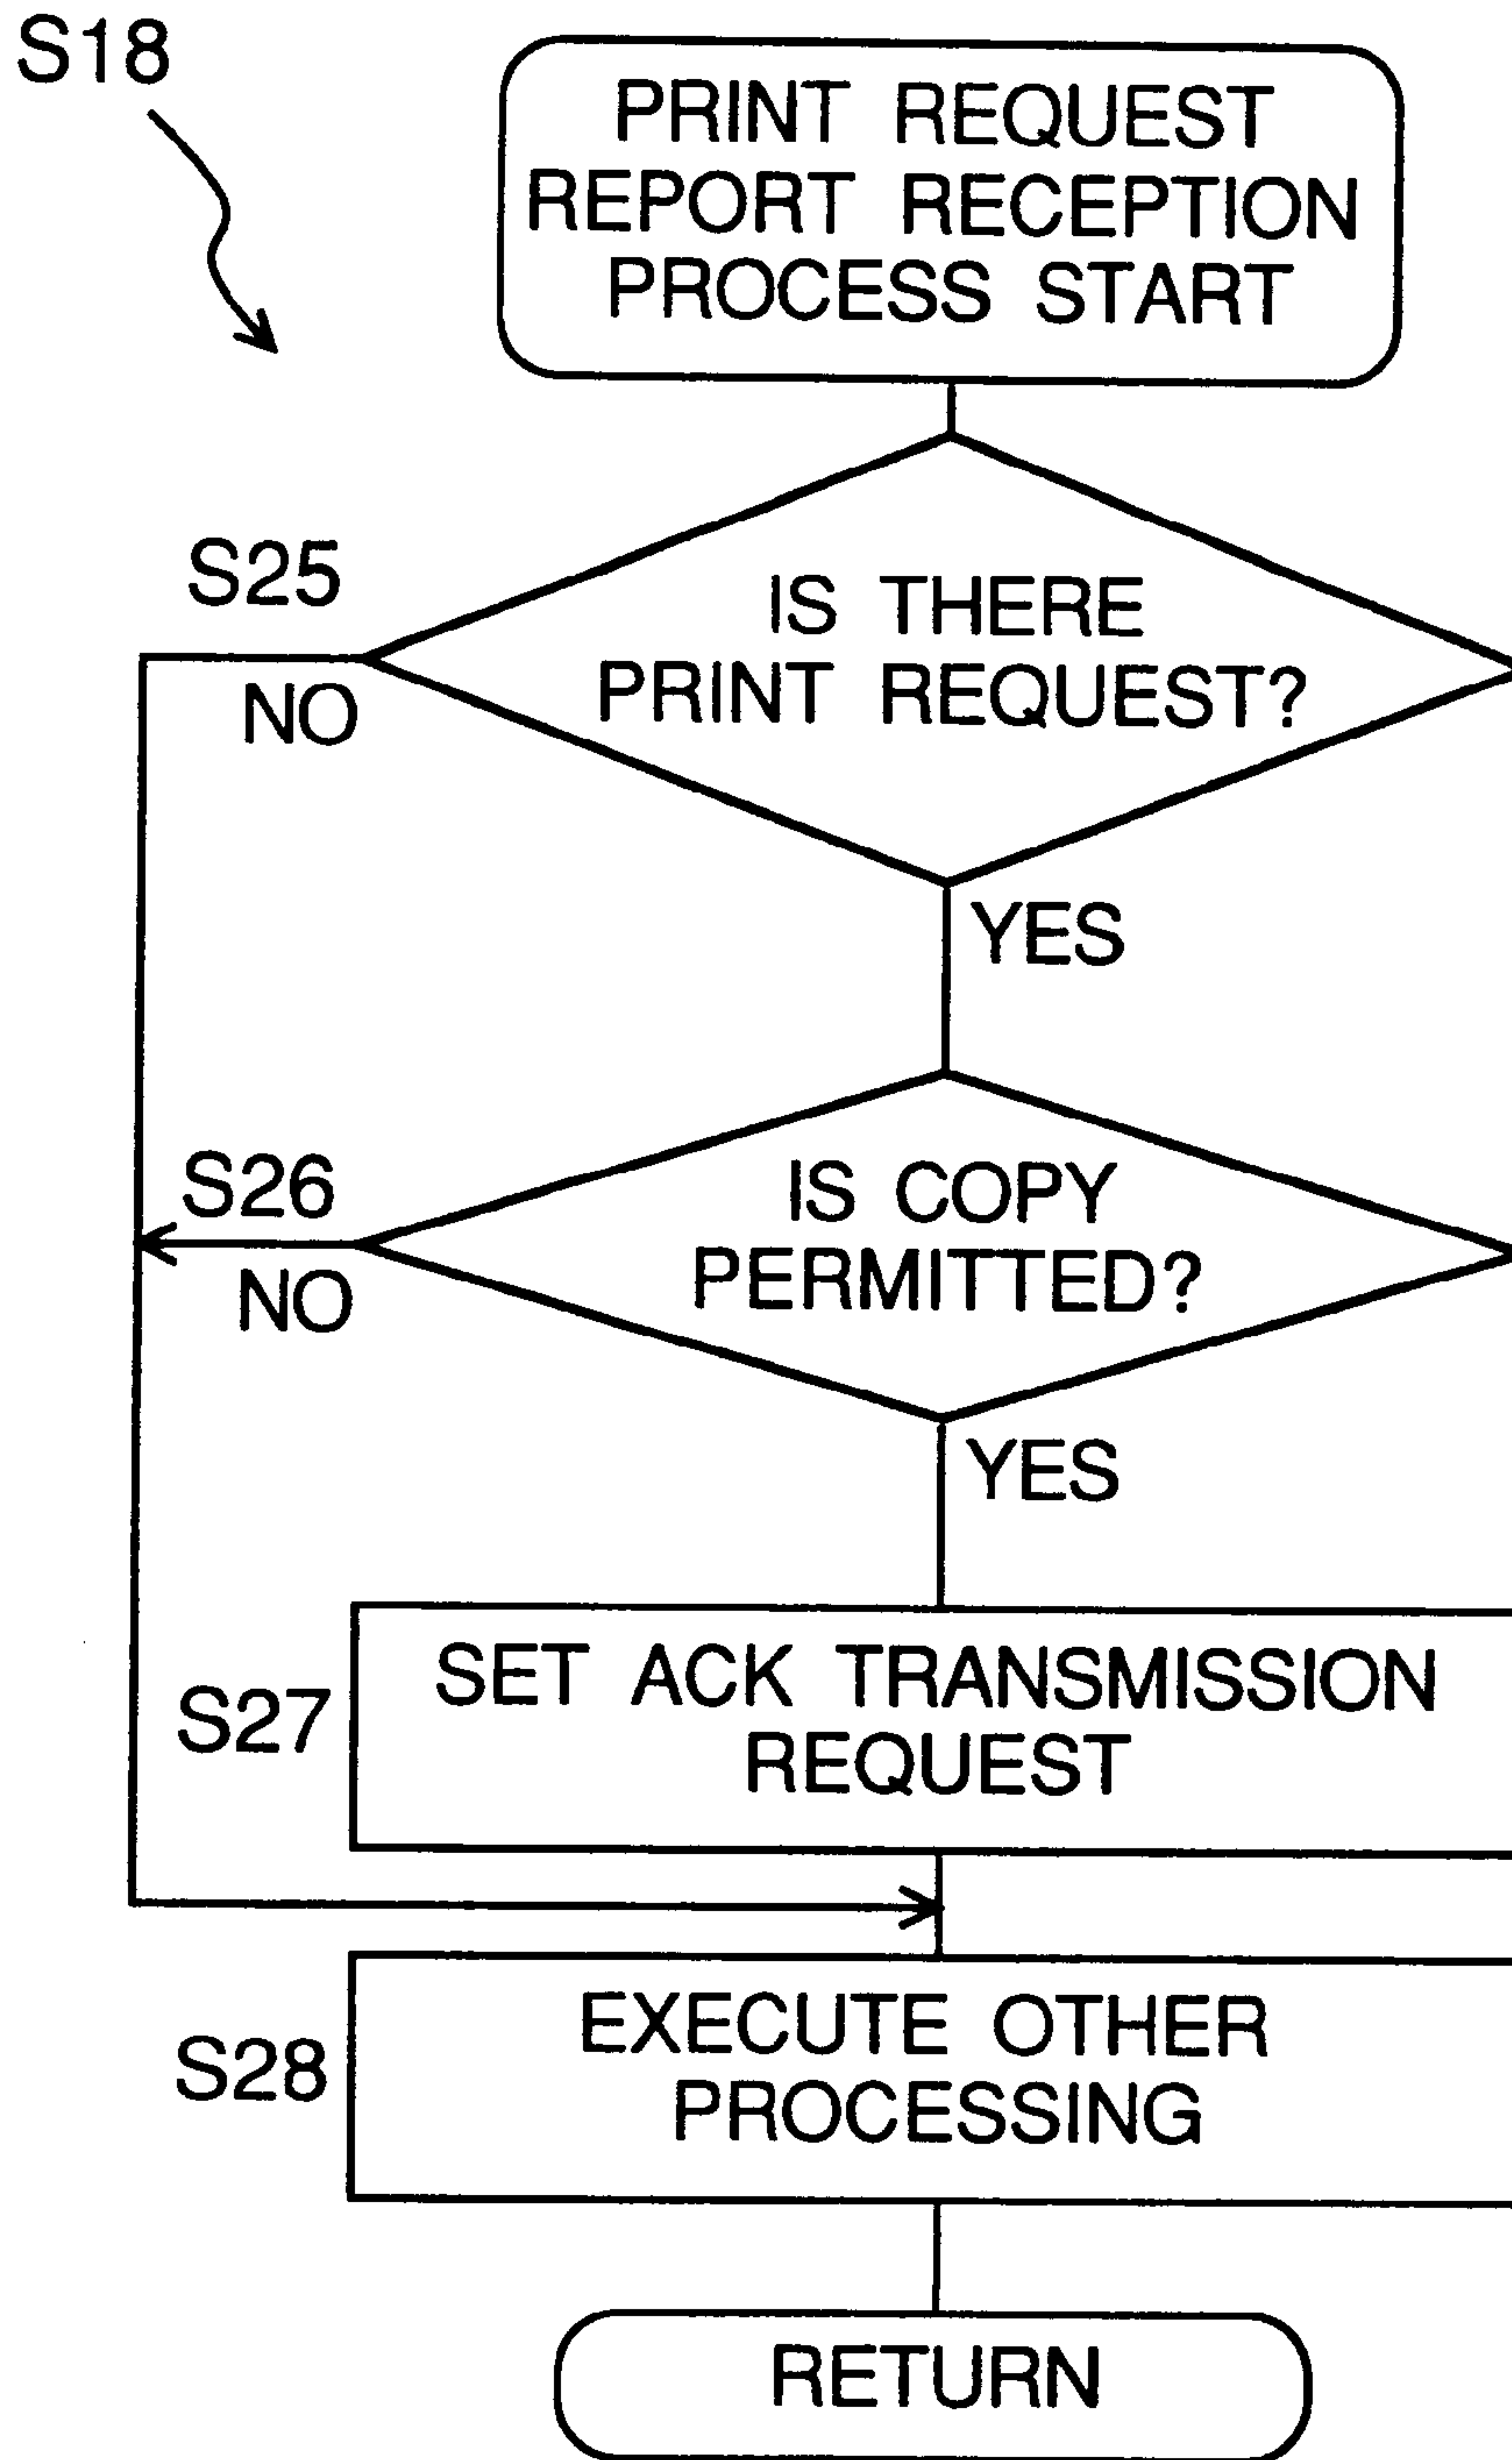 S18
PRINT REQUEST
REPORT RECEPTION
PROCESS START
S25
IS THERE
PRINT REQUEST?
NO
YES
S26
IS COPY
PERMITTED?
NO
YES
S27
SET ACK TRANSMISSION
REQUEST
S28
EXECUTE OTHER
PROCESSING
RETURN